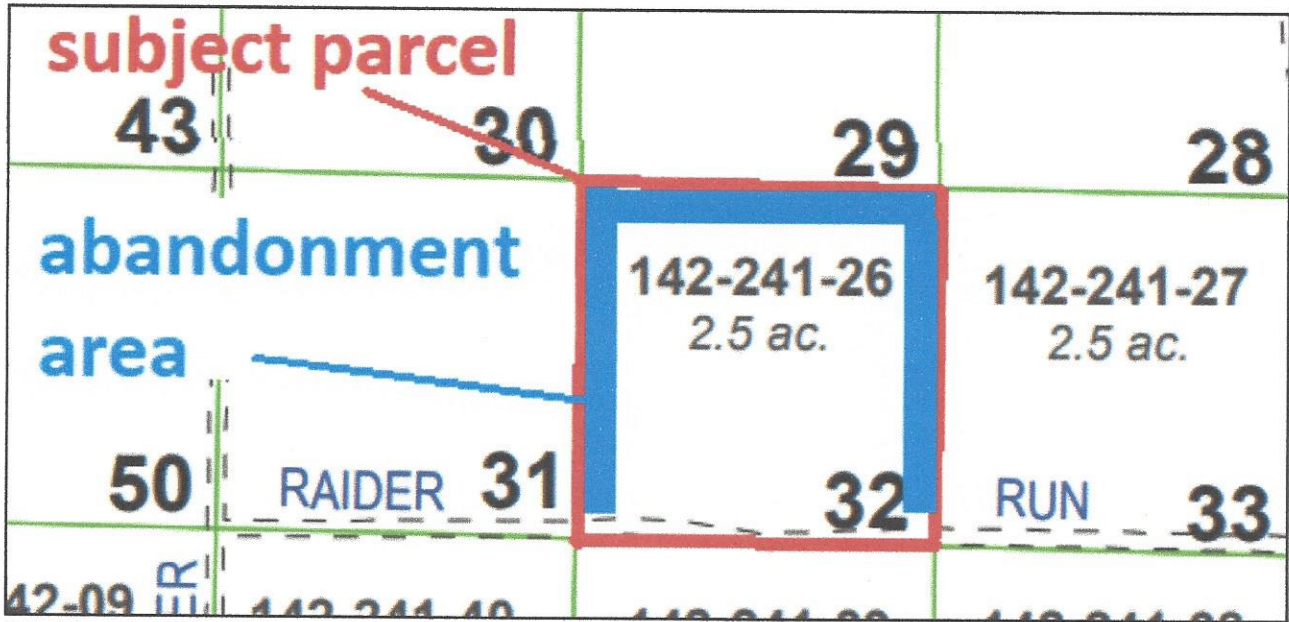 subject parcel
43
30
29
28
abandonment
area
142-241-26
2.5 ac.
142-241-27
2.5 ac.
50
RAIDER
31
32
RUN
33